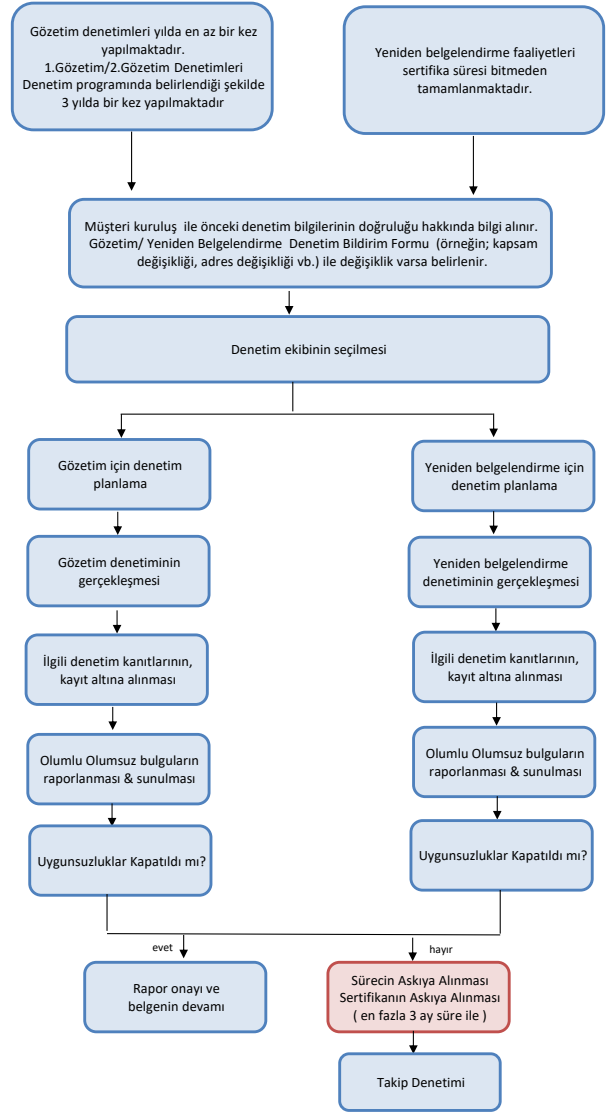 Gözetim denetimleri yılda en az bir kez
yapılmaktadır.
1.Gözetim/2.Gözetim Denetimleri
Denetim programında belirlendiği şekilde
3 yılda bir kez yapılmaktadır
Yeniden belgelendirme faaliyetleri
sertifika süresi bitmeden
tamamlanmaktadır.
Müşteri kuruluş ile önceki denetim bilgilerinin doğruluğu hakkında bilgi alınır.
Gözetim/ Yeniden Belgelendirme Denetim Bildirim Formu (örneğin; kapsam
değişikliği, adres değişikliği vb.) ile değişiklik varsa belirlenir.
Denetim ekibinin seçilmesi
Gözetim için denetim
planlama
Yeniden belgelendirme için
denetim planlama
Gözetim denetiminin
gerçekleşmesi
Yeniden belgelendirme
denetiminin gerçekleşmesi
İlgili denetim kanıtlarının,
kayıt altına alınması
İlgili denetim kanıtlarının,
kayıt altına alınması
Olumlu Olumsuz bulguların
raporlanması & sunulması
Olumlu Olumsuz bulguların
raporlanması & sunulması
Uygunsuzluklar Kapatıldı mı?
Uygunsuzluklar Kapatıldı mı?
evet
hayır
Rapor onayı ve
belgenin devamı
Sürecin Askıya Alınması
Sertifikanın Askıya Alınması
( en fazla 3 ay süre ile )
Takip Denetimi